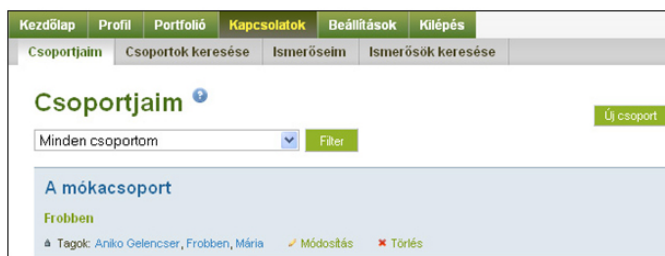 Kezdőlap Profil Portfolió Kapcsolatok Beállítások Kilépés
Csoportjaim Csoportok keresése Ismerőseim Ismerősök keresése
Csoportjaim ?
Új csoport
Minden csoportom Filter
A mókacsoport
Frobben
Tagok: Aniko Gelencser, Frobben, Mária Módosítás Törlés